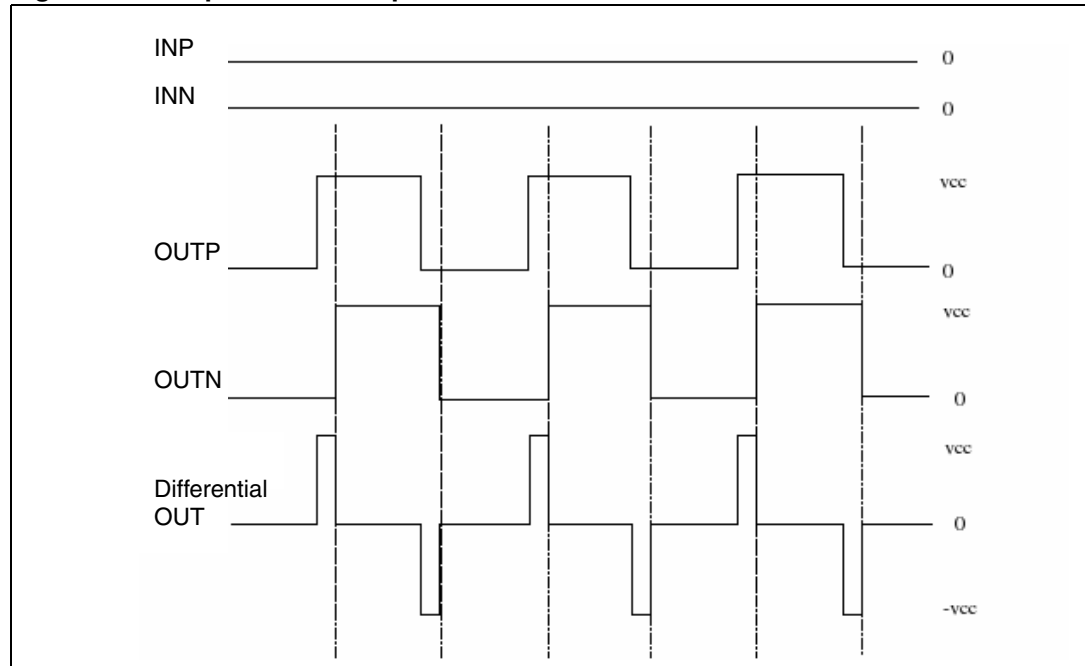 INP 0
INN 0
vcc
OUTP 0
vcc
OUTN 0
vcc
Differential
OUT 0
-vcc